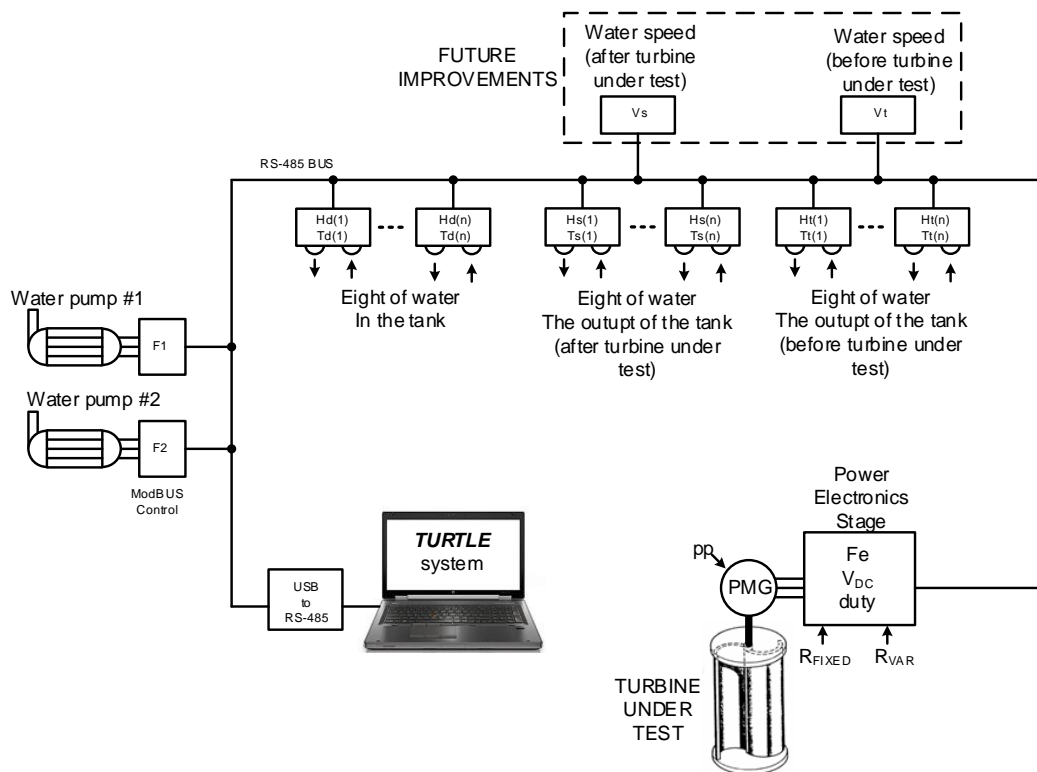 FUTURE
IMPROVEMENTS
Water speed
(after turbine
under test)
Water speed
(before turbine
under test)
Vs
Vt
RS-485 BUS
Hd(1)
Td(1)
Hd(n)
Td(n)
Hs(1)
Ts(1)
Hs(n)
Ts(n)
Ht(1)
Tt(1)
Ht(n)
Tt(n)
Eight of water
In the tank
Eight of water
The outupt of the tank
(after turbine under
test)
Eight of water
The outupt of the tank
(before turbine under
test)
Water pump #1
F1
Water pump #2
F2
ModBUS
Control
USB
to
RS-485
TURTLE
system
Power
Electronics
Stage
Fe
VDC
duty
pp
PMG
RFIXED
RVAR
TURBINE
UNDER
TEST